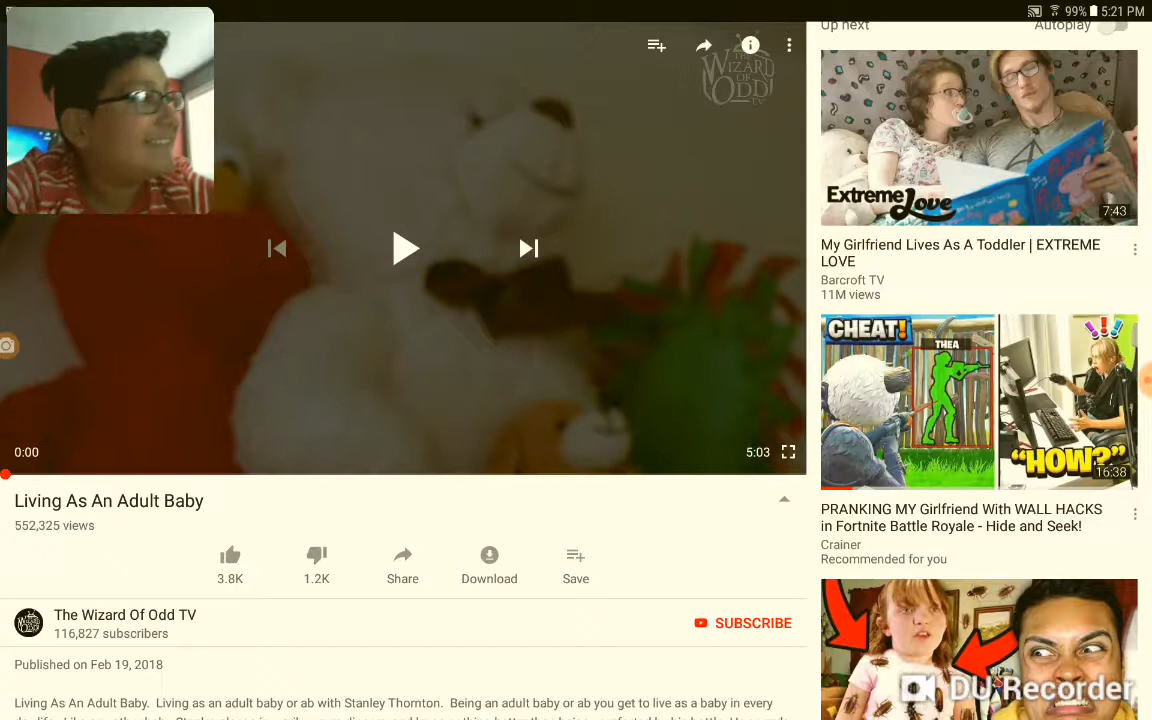 99% 5:21 PM
Up next
Autoplay
THE
WIZARD
OF
ODD
TV
Extreme Love
7:43
My Girlfriend Lives As A Toddler | EXTREME
LOVE
Barcroft TV
11M views
CHEAT!
THEA
"HOW?"
16:38
PRANKING MY Girlfriend With WALL HACKS
in Fortnite Battle Royale - Hide and Seek!
Crainer
Recommended for you
0:00
5:03
Living As An Adult Baby
552,325 views
3.8K
1.2K
Share
Download
Save
The Wizard Of Odd TV
116,827 subscribers
SUBSCRIBE
Published on Feb 19, 2018
Living As An Adult Baby. Living as an adult baby or ab with Stanley Thornton. Being an adult baby or ab you get to live as a baby in every
DU Recorder